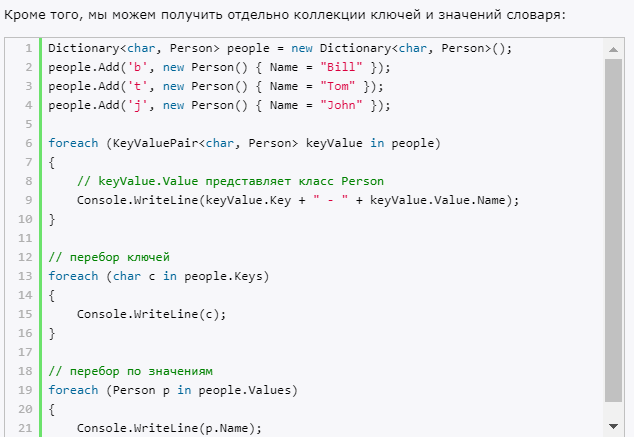 Кроме того, мы можем получить отдельно коллекции ключей и значений словаря:
1 Dictionary<char, Person> people = new Dictionary<char, Person>();
2 people.Add('b', new Person() { Name = "Bill" });
3 people.Add('t', new Person() { Name = "Tom" });
4 people.Add('j', new Person() { Name = "John" });
5
6 foreach (KeyValuePair<char, Person> keyValue in people)
7 {
8     // keyValue.Value представляет класс Person
9     Console.WriteLine(keyValue.Key + " - " + keyValue.Value.Name);
10 }
11
12 // перебор ключей
13 foreach (char c in people.Keys)
14 {
15     Console.WriteLine(c);
16 }
17
18 // перебор по значениям
19 foreach (Person p in people.Values)
20 {
21     Console.WriteLine(p.Name);